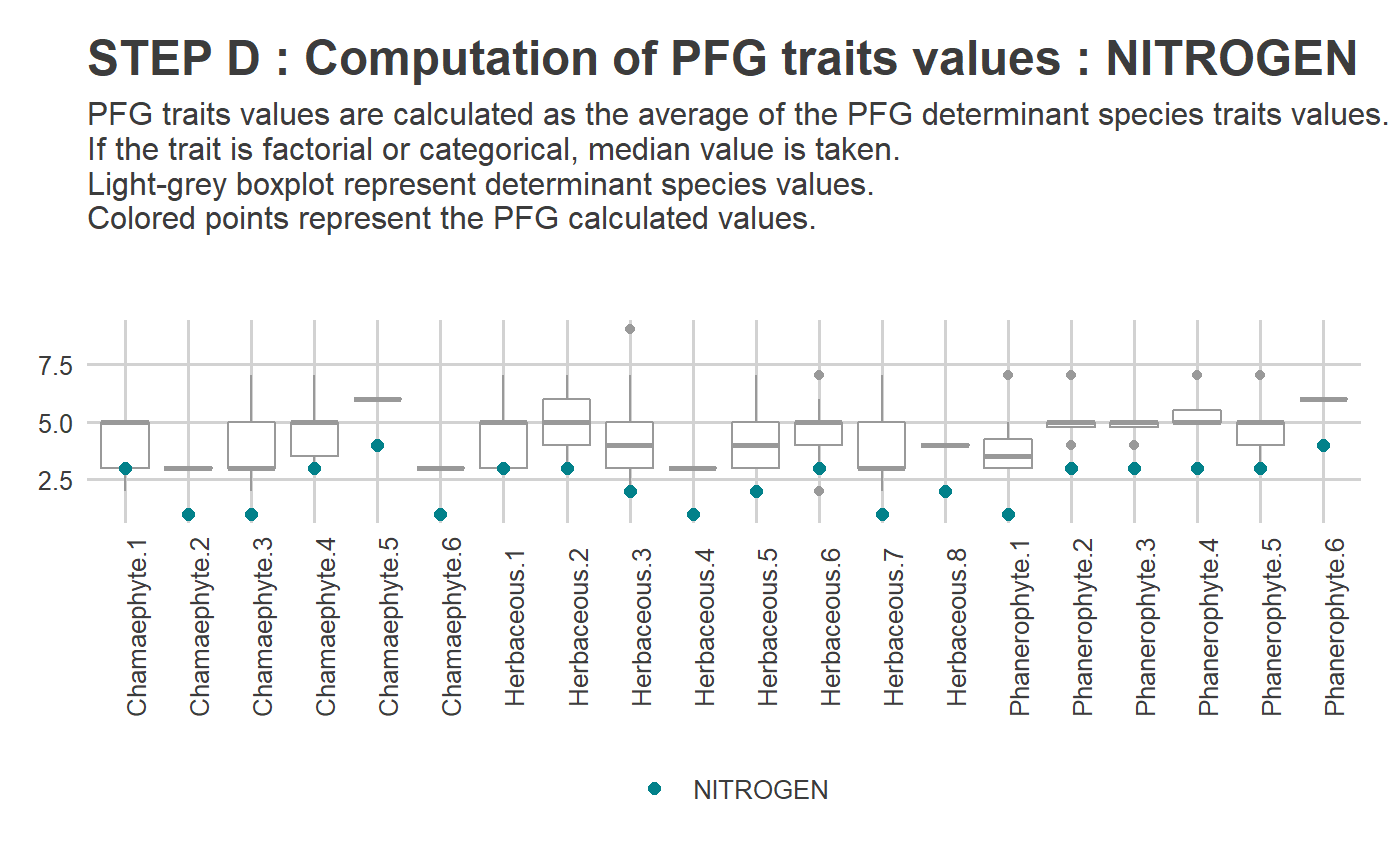 STEP D : Computation of PFG traits values : NITROGEN
PFG traits values are calculated as the average of the PFG determinant species traits values.
If the trait is factorial or categorical, median value is taken.
Light-grey boxplot represent determinant species values.
Colored points represent the PFG calculated values.
7.5
5.0
2.5
Chamaephyte.1
Chamaephyte.2
Chamaephyte.3
Chamaephyte.4
Chamaephyte.5
Chamaephyte.6
Herbaceous.1
Herbaceous.2
Herbaceous.3
Herbaceous.4
Herbaceous.5
Herbaceous.6
Herbaceous.7
Herbaceous.8
Phanerophyte.1
Phanerophyte.2
Phanerophyte.3
Phanerophyte.4
Phanerophyte.5
Phanerophyte.6
NITROGEN